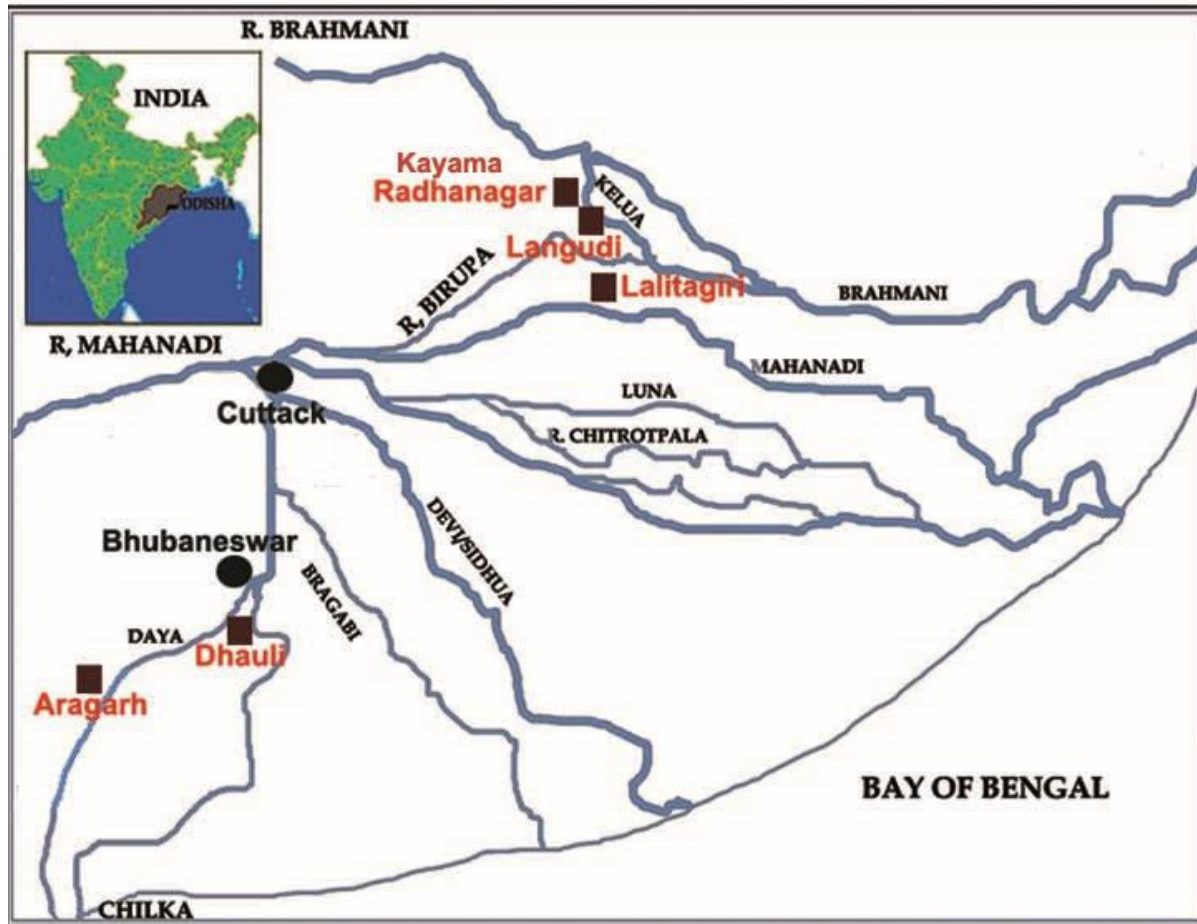 R. BRAHMANI
INDIA
ODISHA
Kayama
Radhanagar
KELUA
Langudi
R, BIRUPA
Lalitagiri
BRAHMANI
R, MAHANADI
MAHANADI
Cuttack
LUNA
R. CHITROTPALA
DEVI/SIDHUA
Bhubaneswar
BRAGABI
DAYA
Dhauli
Aragarh
BAY OF BENGAL
CHILKA